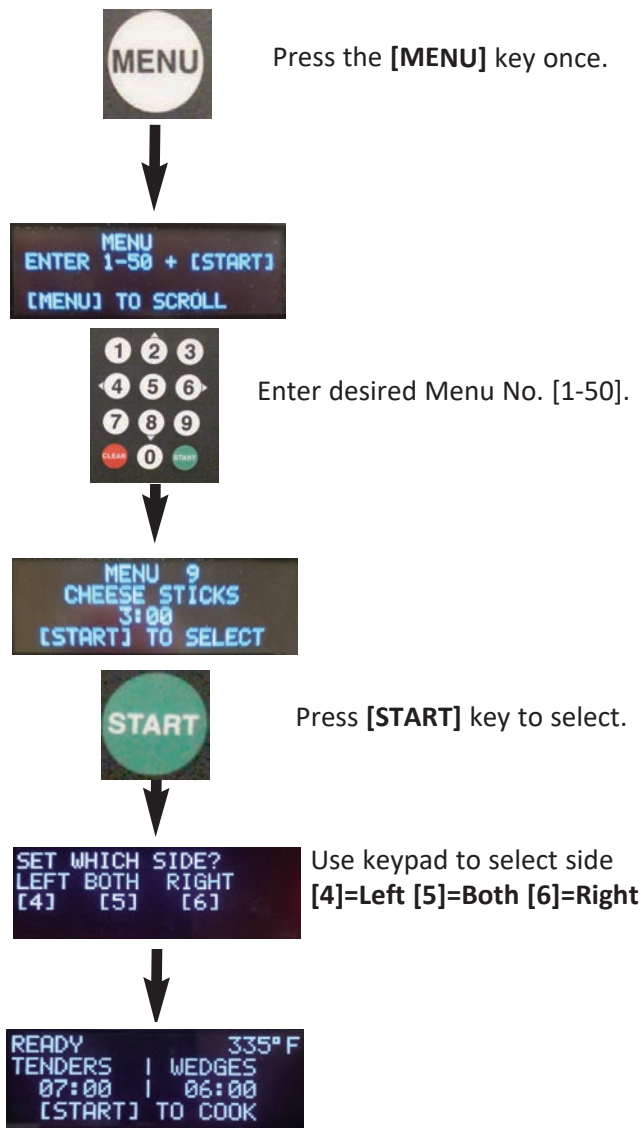 MENU
Press the [MENU] key once.
MENU
ENTER 1-50 + [START]
[MENU] TO SCROLL
1 2 3
4 5 6
7 8 9
CLEAR 0 START
Enter desired Menu No. [1-50].
MENU 9
CHEESE STICKS
3:00
[START] TO SELECT
START
Press [START] key to select.
SET WHICH SIDE?
LEFT BOTH RIGHT
[4] [5] [6]
Use keypad to select side
[4]=Left [5]=Both [6]=Right
READY 335°F
TENDERS | WEDGES
07:00 | 06:00
[START] TO COOK